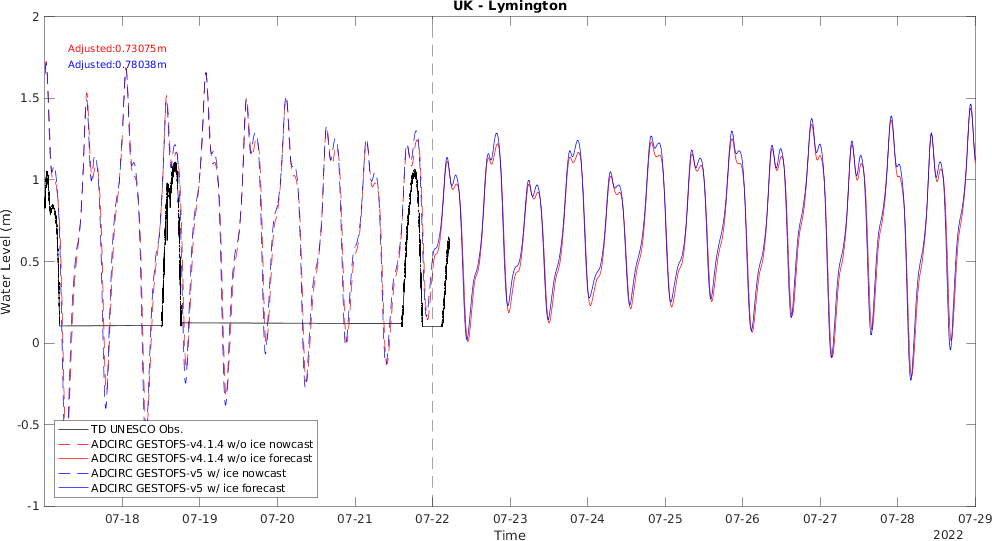 UK - Lymington
Adjusted:0.73075m
Adjusted:0.78038m
2
1.5
1
0.5
0
-0.5
-1
Water Level (m)
TD UNESCO Obs.
ADCIRC GESTOFS-v4.1.4 w/o ice nowcast
ADCIRC GESTOFS-v4.1.4 w/o ice forecast
ADCIRC GESTOFS-v5 w/ ice nowcast
ADCIRC GESTOFS-v5 w/ ice forecast
07-18 07-19 07-20 07-21 07-22 07-23 07-24 07-25 07-26 07-27 07-28 07-29
Time
2022